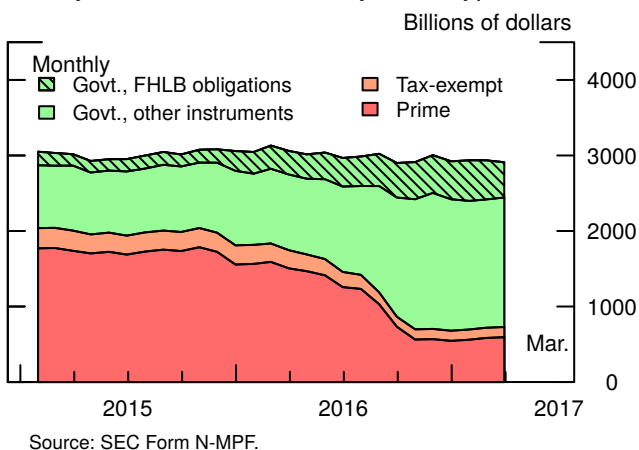 Billions of dollars
Monthly
Govt., FHLB obligations
Govt., other instruments
Tax-exempt
Prime
4000
3000
2000
1000
0
Mar.
2015 2016 2017
Source: SEC Form N-MPF.